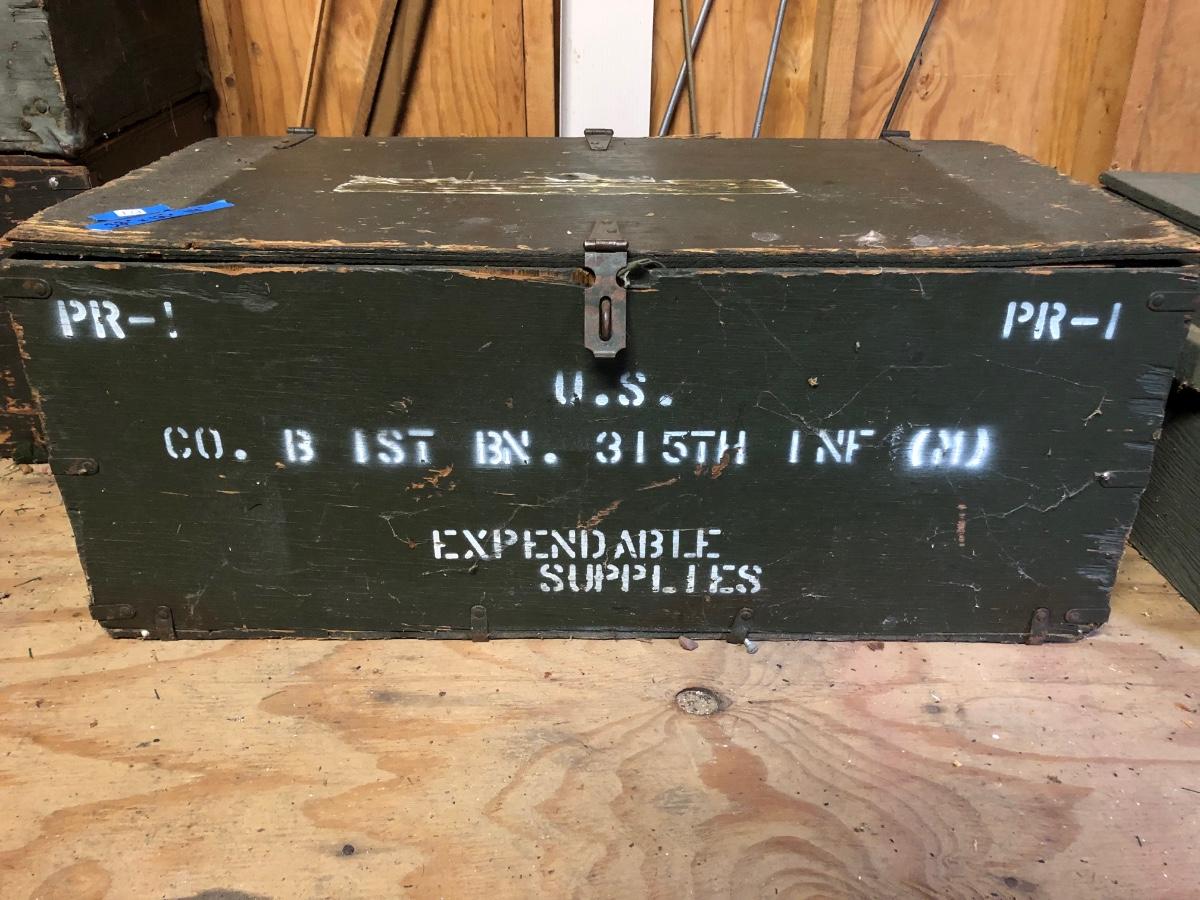 PR-1 PR-1
U.S.
CO. B 1ST BN. 315TH INF (M)
EXPENDABLE
SUPPLIES